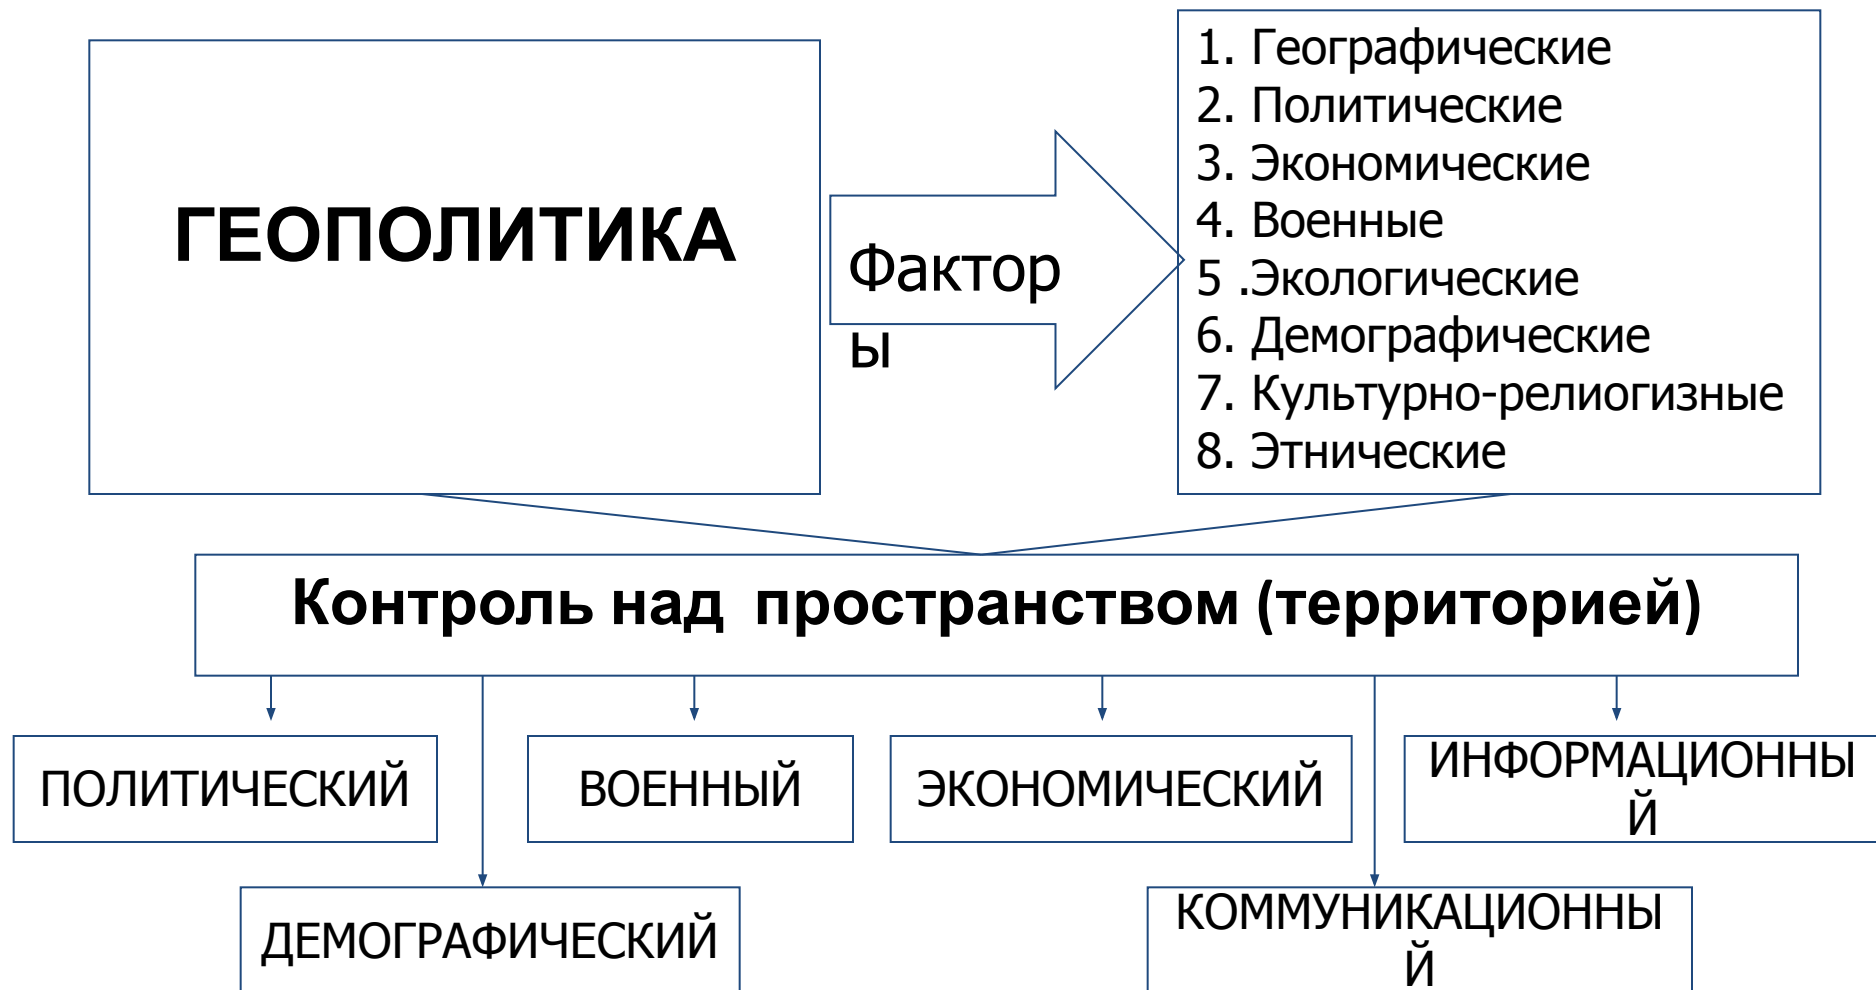 ГЕОПОЛИТИКА
Фактор
ы
1. Географические
2. Политические
3. Экономические
4. Военные
5 .Экологические
6. Демографические
7. Культурно-релиогизные
8. Этнические
Контроль над  пространством (территорией)
ПОЛИТИЧЕСКИЙ
ВОЕННЫЙ
ЭКОНОМИЧЕСКИЙ
ИНФОРМАЦИОННЫ
Й
ДЕМОГРАФИЧЕСКИЙ
КОММУНИКАЦИОННЫ
Й